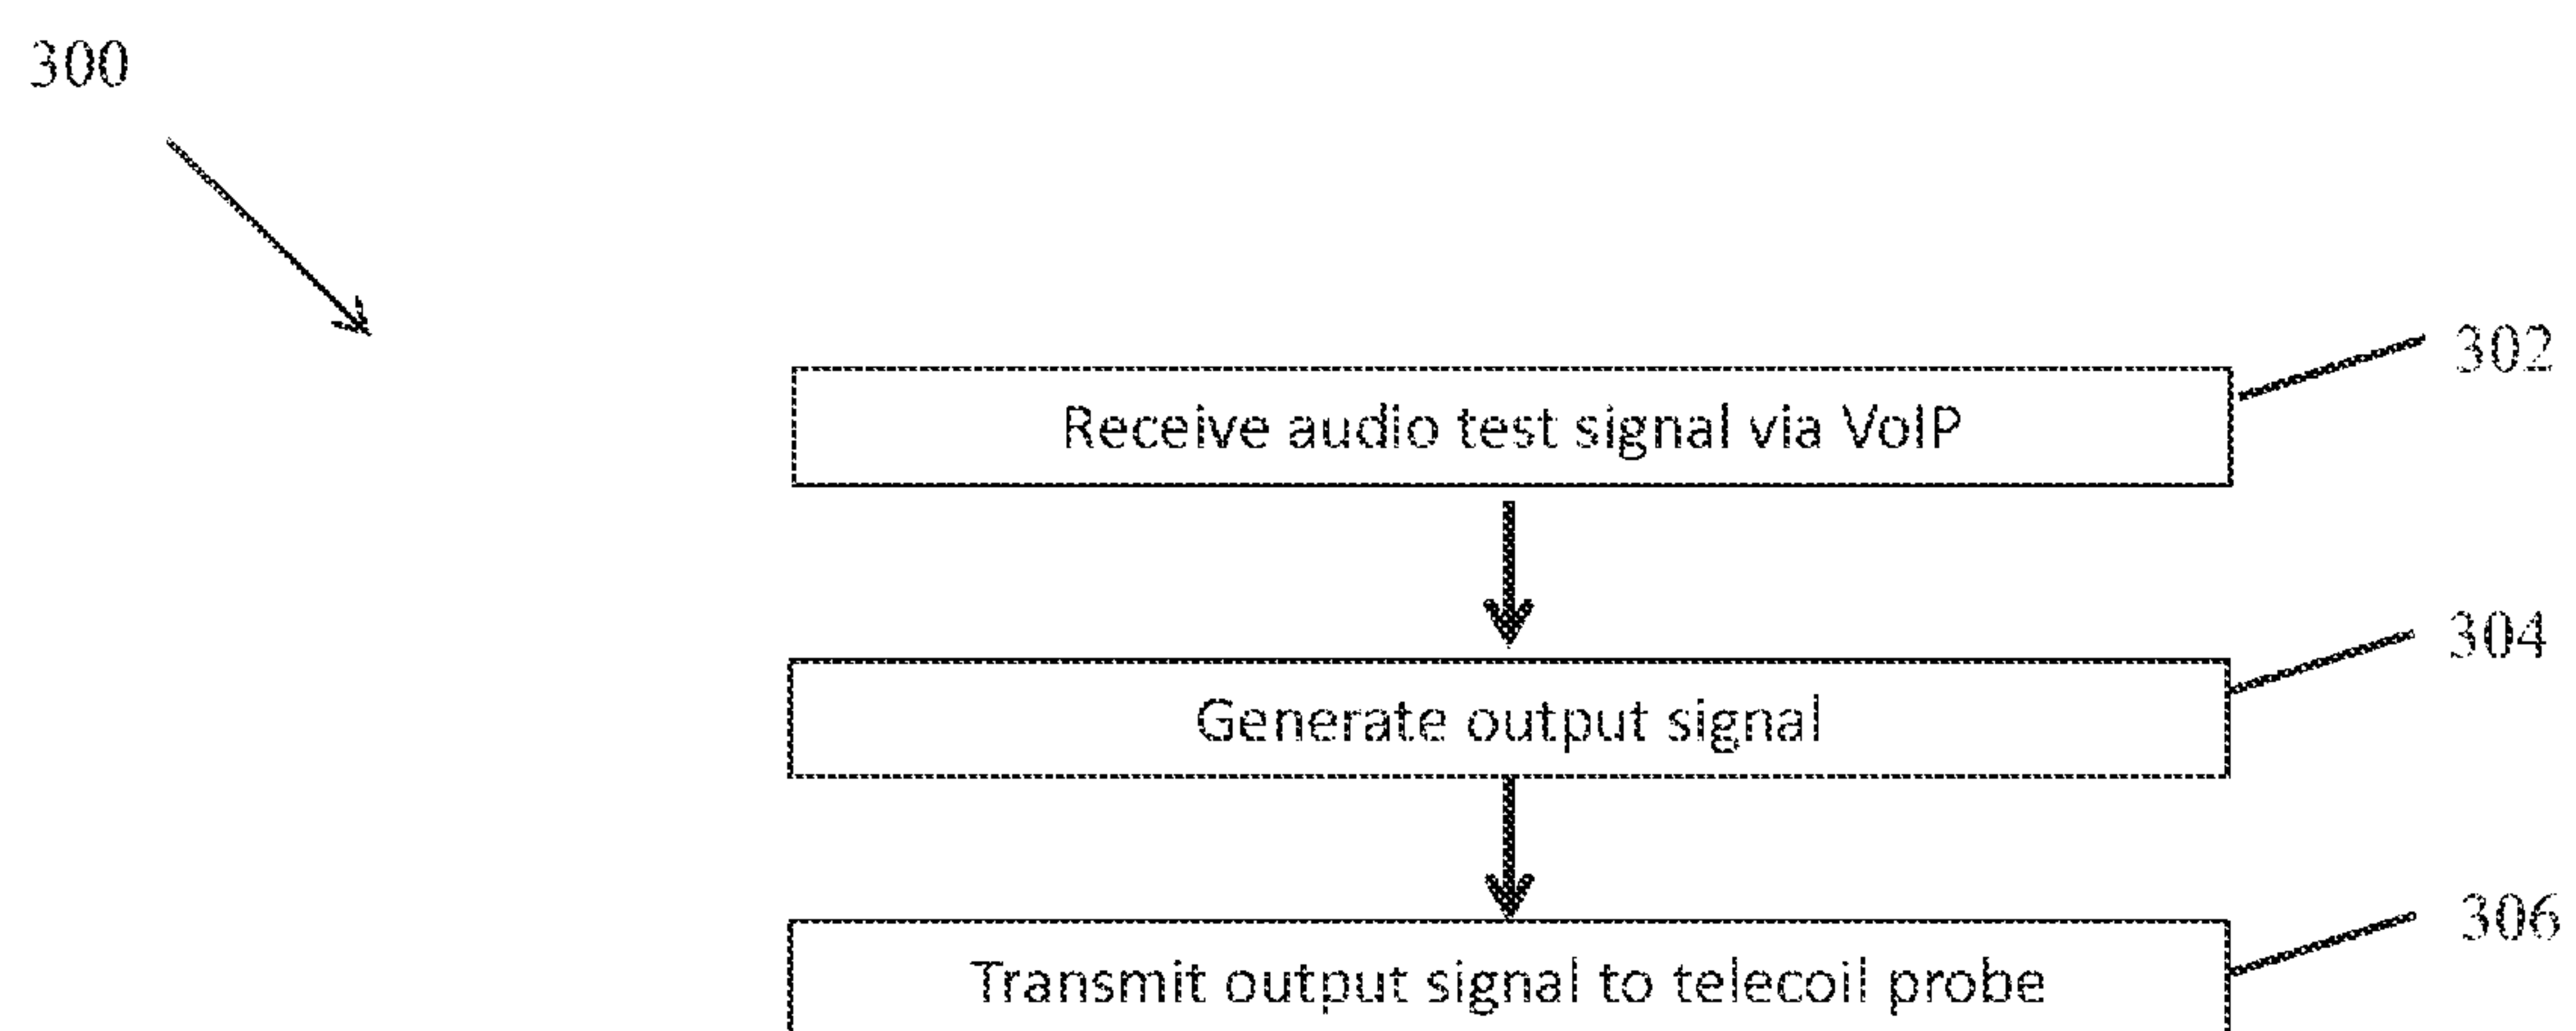 300
302
Receive audio test signal via VoIP
304
Generate output signal
306
Transmit output signal to telecoil probe